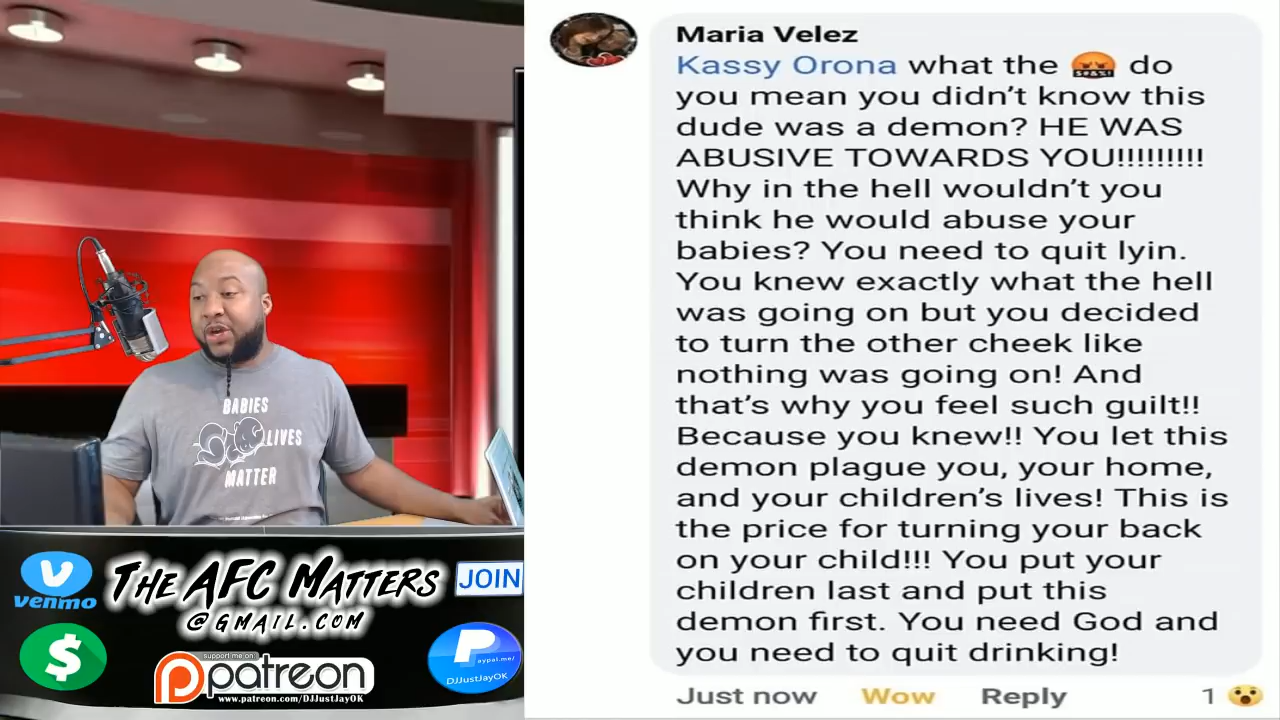 BABIES
LIVES
MATTER
venmo
THE AFC MATTERS
@GMAIL.COM
JOIN
$
support me on
patreon
www.patreon.com/DJJustJayOK
P
aypal.me/
DJJustJayOK
Maria Velez
Kassy Orona what the 🤬 do
you mean you didn't know this
dude was a demon? HE WAS
ABUSIVE TOWARDS YOU!!!!!!!!!
Why in the hell wouldn't you
think he would abuse your
babies? You need to quit lyin.
You knew exactly what the hell
was going on but you decided
to turn the other cheek like
nothing was going on! And
that's why you feel such guilt!!
Because you knew!! You let this
demon plague you, your home,
and your children's lives! This is
the price for turning your back
on your child!!! You put your
children last and put this
demon first. You need God and
you need to quit drinking!
Just now Wow Reply 1 😮